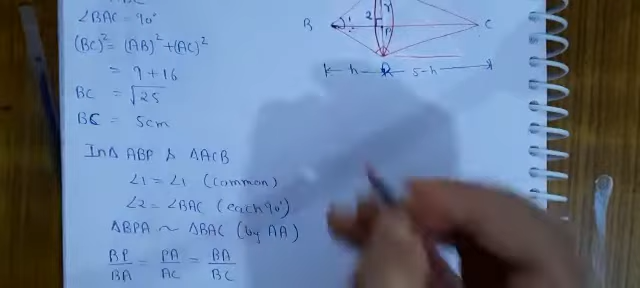 ∠BAC = 90°
(BC)² = (AB)² + (AC)²
= 9 + 16
BC = √25
BC = 5cm
B 2 r P C
h 5-h
In Δ ABP & ΔACB
∠1 = ∠1 (common)
∠2 = ∠BAC (each 90°)
ΔBPA ~ ΔBAC (by AA)
BP/BA = PA/AC = BA/BC